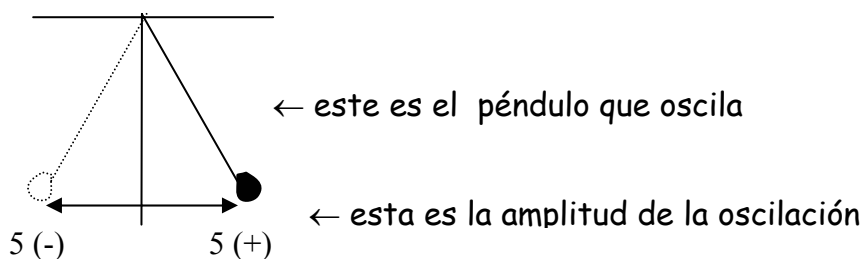 ← este es el péndulo que oscila
← esta es la amplitud de la oscilación
5 (-) 5 (+)